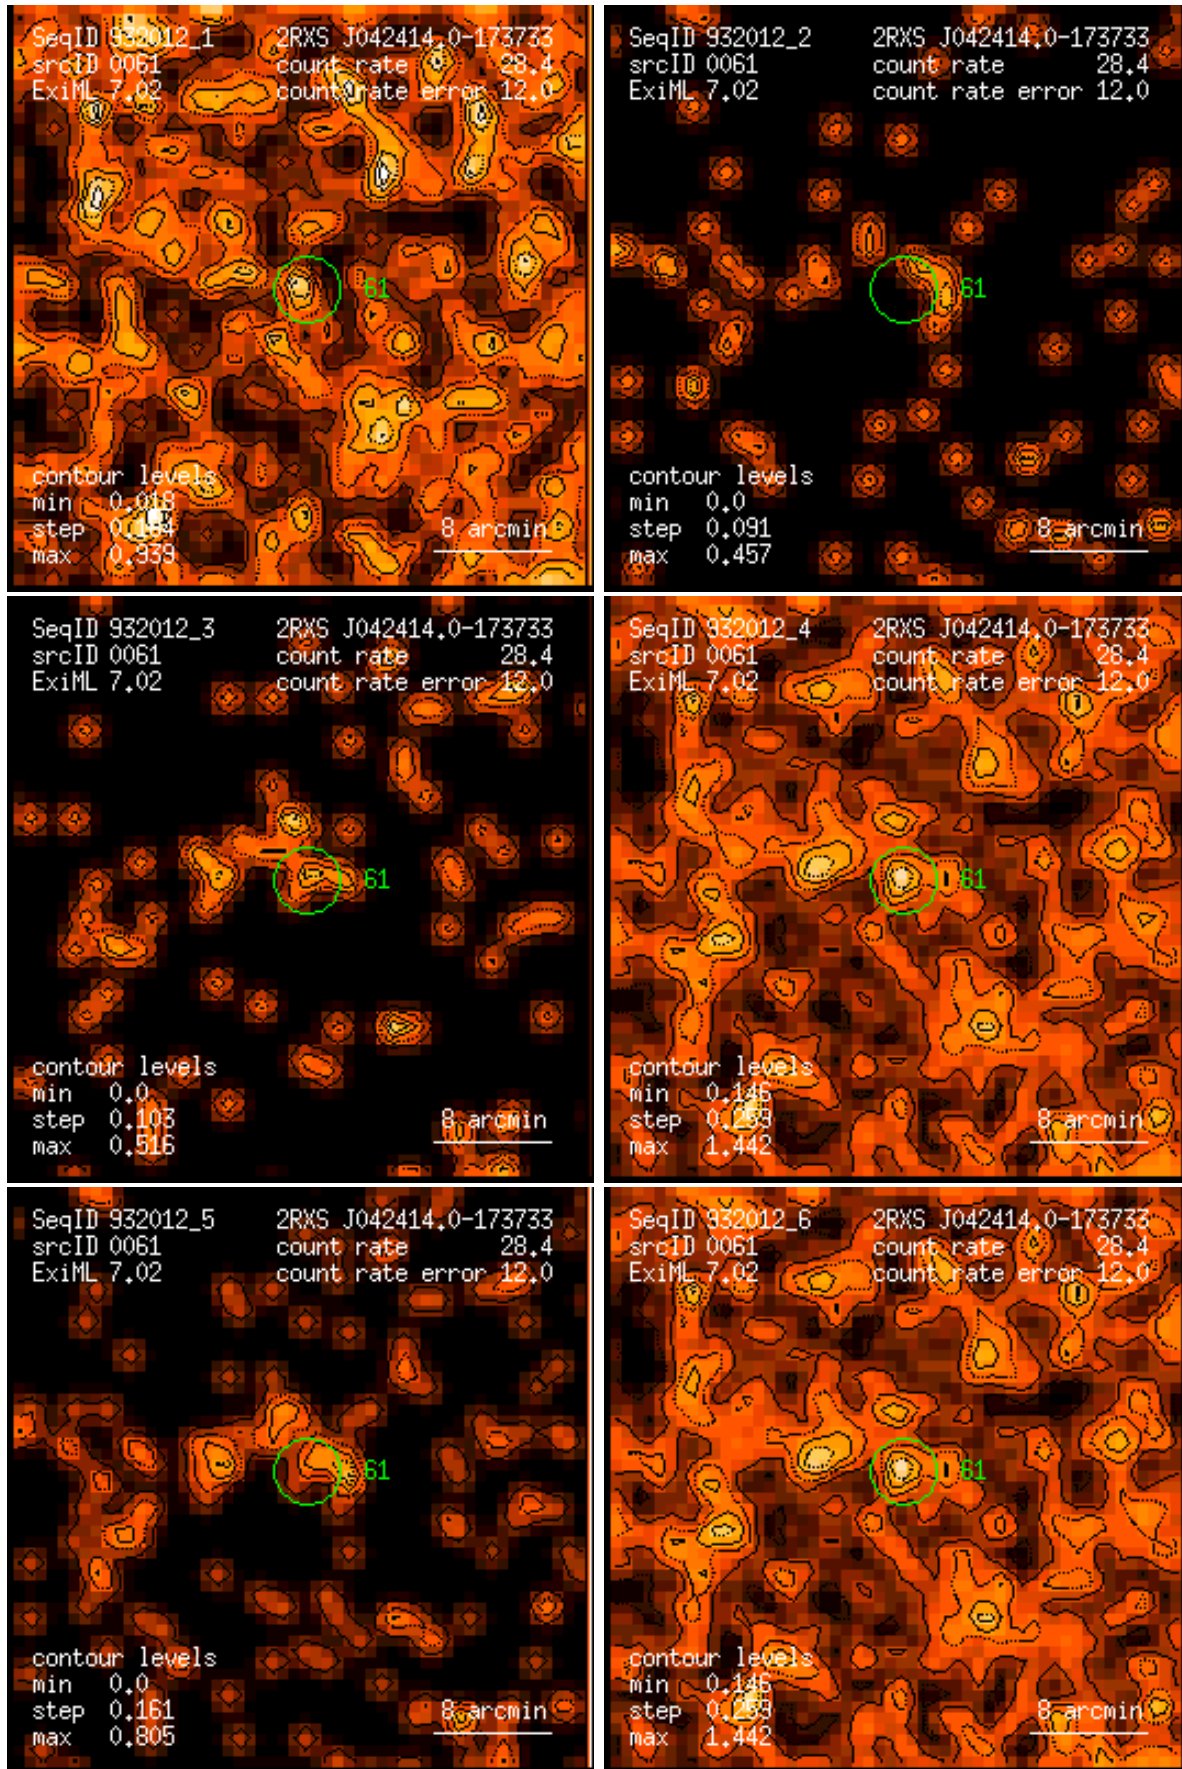 SeqID 932012_1 2RXS J042414.0-173733
srcID 0061 count rate 28.4
ExiML 7.02 count rate error 12.0
61
contour levels
min 0.018
step 0.184
max 0.939
8 arcmin
SeqID 932012_2 2RXS J042414.0-173733
srcID 0061 count rate 28.4
ExiML 7.02 count rate error 12.0
61
contour levels
min 0.0
step 0.091
max 0.457
8 arcmin
SeqID 932012_3 2RXS J042414.0-173733
srcID 0061 count rate 28.4
ExiML 7.02 count rate error 12.0
61
contour levels
min 0.0
step 0.103
max 0.516
8 arcmin
SeqID 932012_4 2RXS J042414.0-173733
srcID 0061 count rate 28.4
ExiML 7.02 count rate error 12.0
61
contour levels
min 0.146
step 0.259
max 1.442
8 arcmin
SeqID 932012_5 2RXS J042414.0-173733
srcID 0061 count rate 28.4
ExiML 7.02 count rate error 12.0
61
contour levels
min 0.0
step 0.161
max 0.805
8 arcmin
SeqID 932012_6 2RXS J042414.0-173733
srcID 0061 count rate 28.4
ExiML 7.02 count rate error 12.0
61
contour levels
min 0.146
step 0.259
max 1.442
8 arcmin